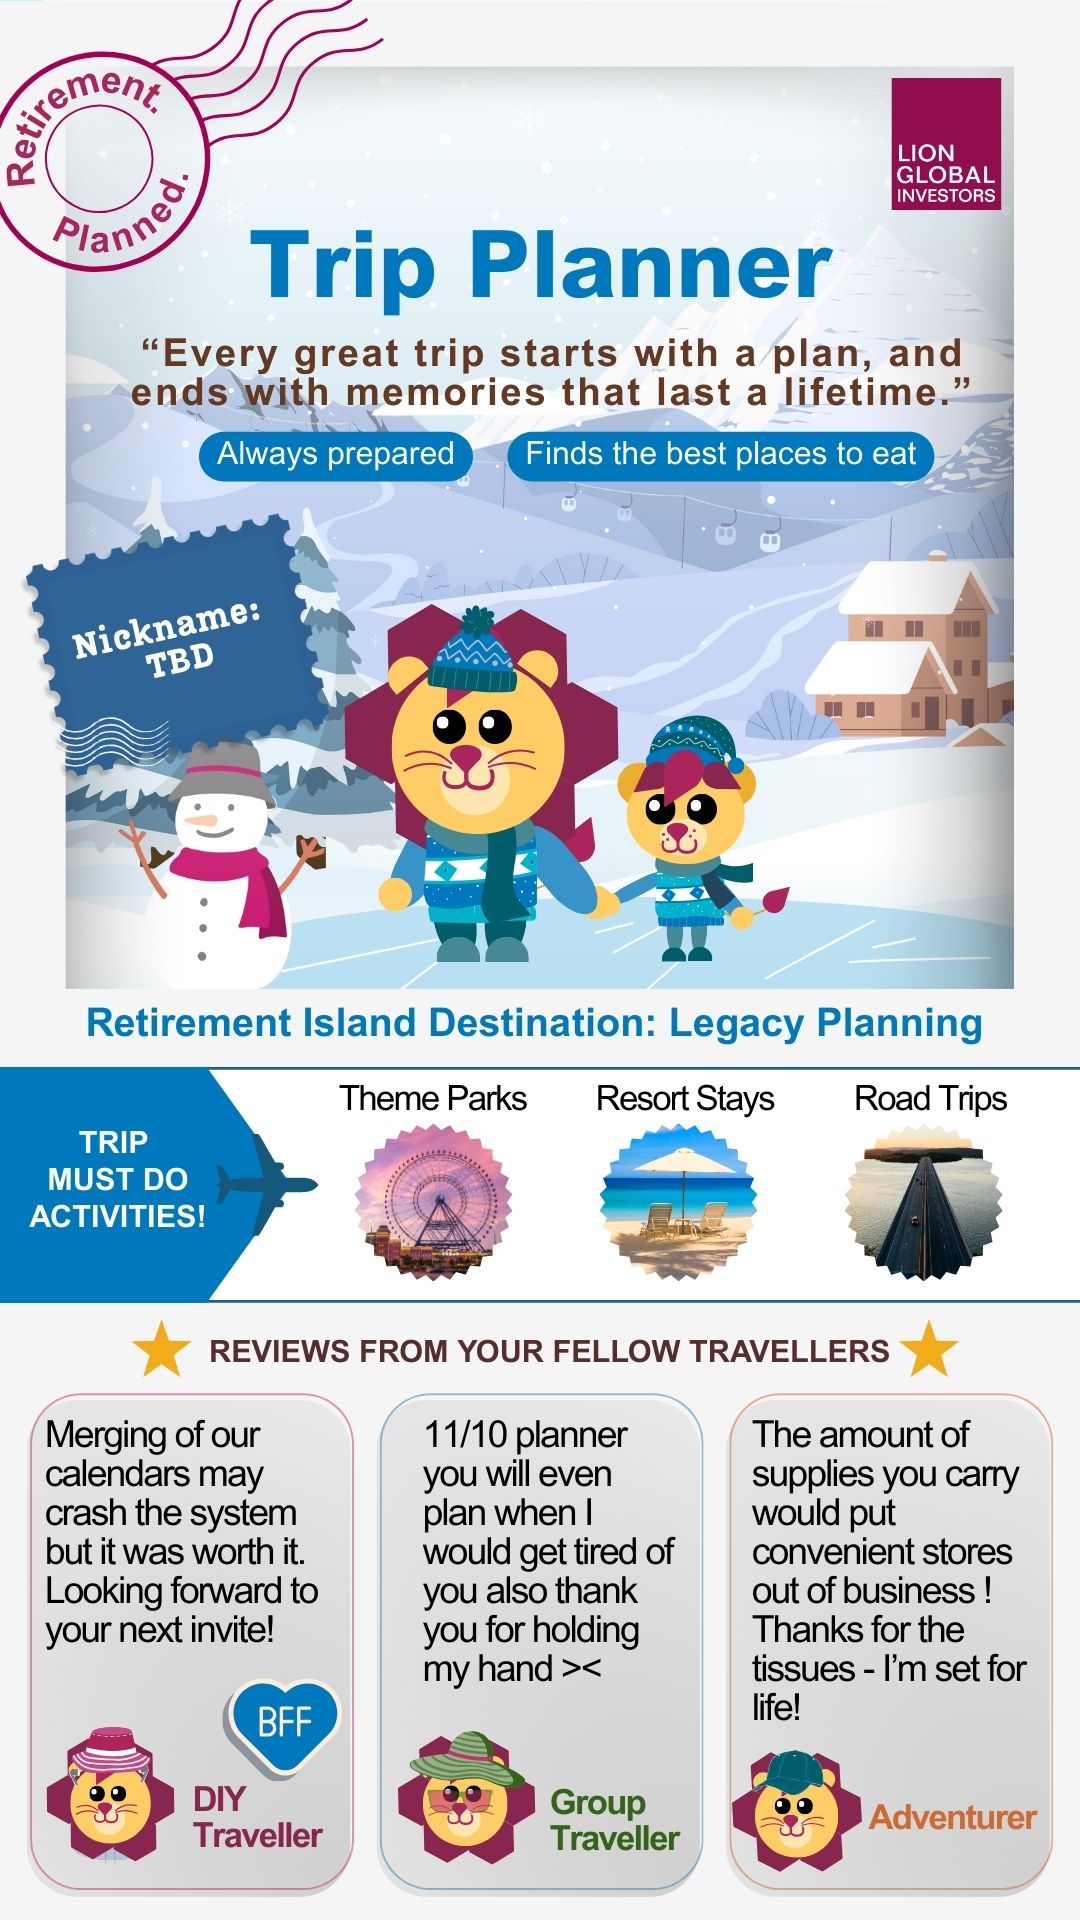 Retirement.
Planned.
LION
GLOBAL
INVESTORS
Trip Planner
“Every great trip starts with a plan, and
ends with memories that last a lifetime.”
Always prepared
Finds the best places to eat
Nickname:
TBD
Retirement Island Destination: Legacy Planning
TRIP
MUST DO
ACTIVITIES!
Theme Parks
Resort Stays
Road Trips
REVIEWS FROM YOUR FELLOW TRAVELLERS
Merging of our
calendars may
crash the system
but it was worth it.
Looking forward to
your next invite!
BFF
DIY
Traveller
11/10 planner
you will even
plan when I
would get tired of
you also thank
you for holding
my hand ><
Group
Traveller
The amount of
supplies you carry
would put
convenient stores
out of business !
Thanks for the
tissues - I’m set for
life!
Adventurer